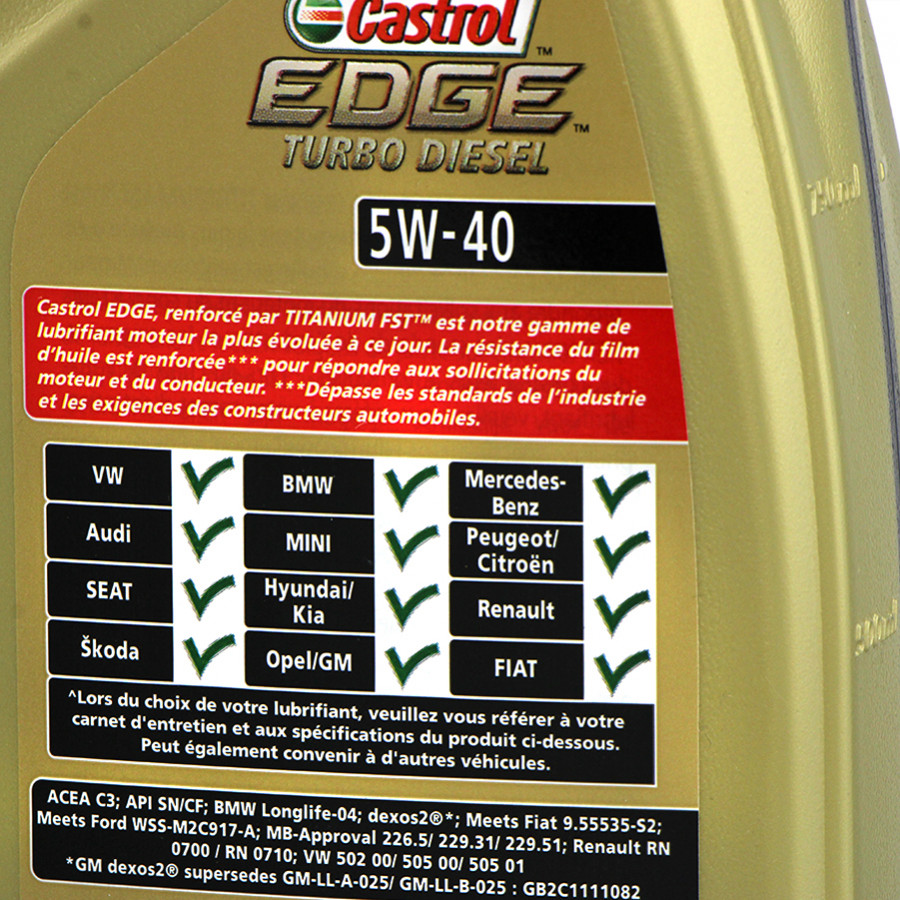 Castrol
EDGE™
TURBO DIESEL
5W-40
Castrol EDGE, renforcé par TITANIUM FST™ est notre gamme de
lubrifiant moteur la plus évoluée à ce jour. La résistance du film
d'huile est renforcée*** pour répondre aux sollicitations du
moteur et du conducteur. ***Dépasse les standards de l'industrie
et les exigences des constructeurs automobiles.
VW
BMW
Mercedes-
Benz
Audi
MINI
Peugeot/
Citroën
SEAT
Hyundai/
Kia
Renault
Škoda
Opel/GM
FIAT
^Lors du choix de votre lubrifiant, veuillez vous référer à votre
carnet d'entretien et aux spécifications du produit ci-dessous.
Peut également convenir à d'autres véhicules.
ACEA C3; API SN/CF; BMW Longlife-04; dexos2®*; Meets Fiat 9.55535-S2;
Meets Ford WSS-M2C917-A; MB-Approval 226.5/ 229.31/ 229.51; Renault RN
0700 / RN 0710; VW 502 00/ 505 00/ 505 01
*GM dexos2® supersedes GM-LL-A-025/ GM-LL-B-025 : GB2C1111082
750ml